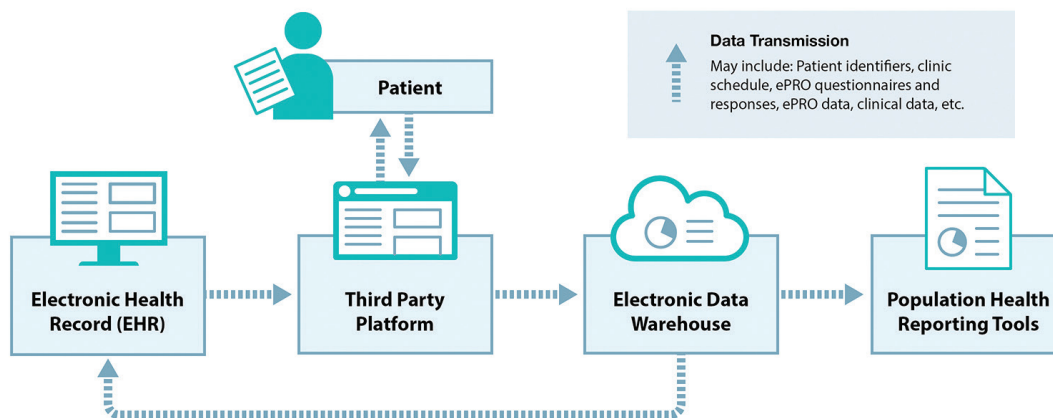 Data Transmission
May include: Patient identifiers, clinic
schedule, ePRO questionnaires and
responses, ePRO data, clinical data, etc.
Patient
Electronic Health
Record (EHR)
Third Party
Platform
Electronic Data
Warehouse
Population Health
Reporting Tools